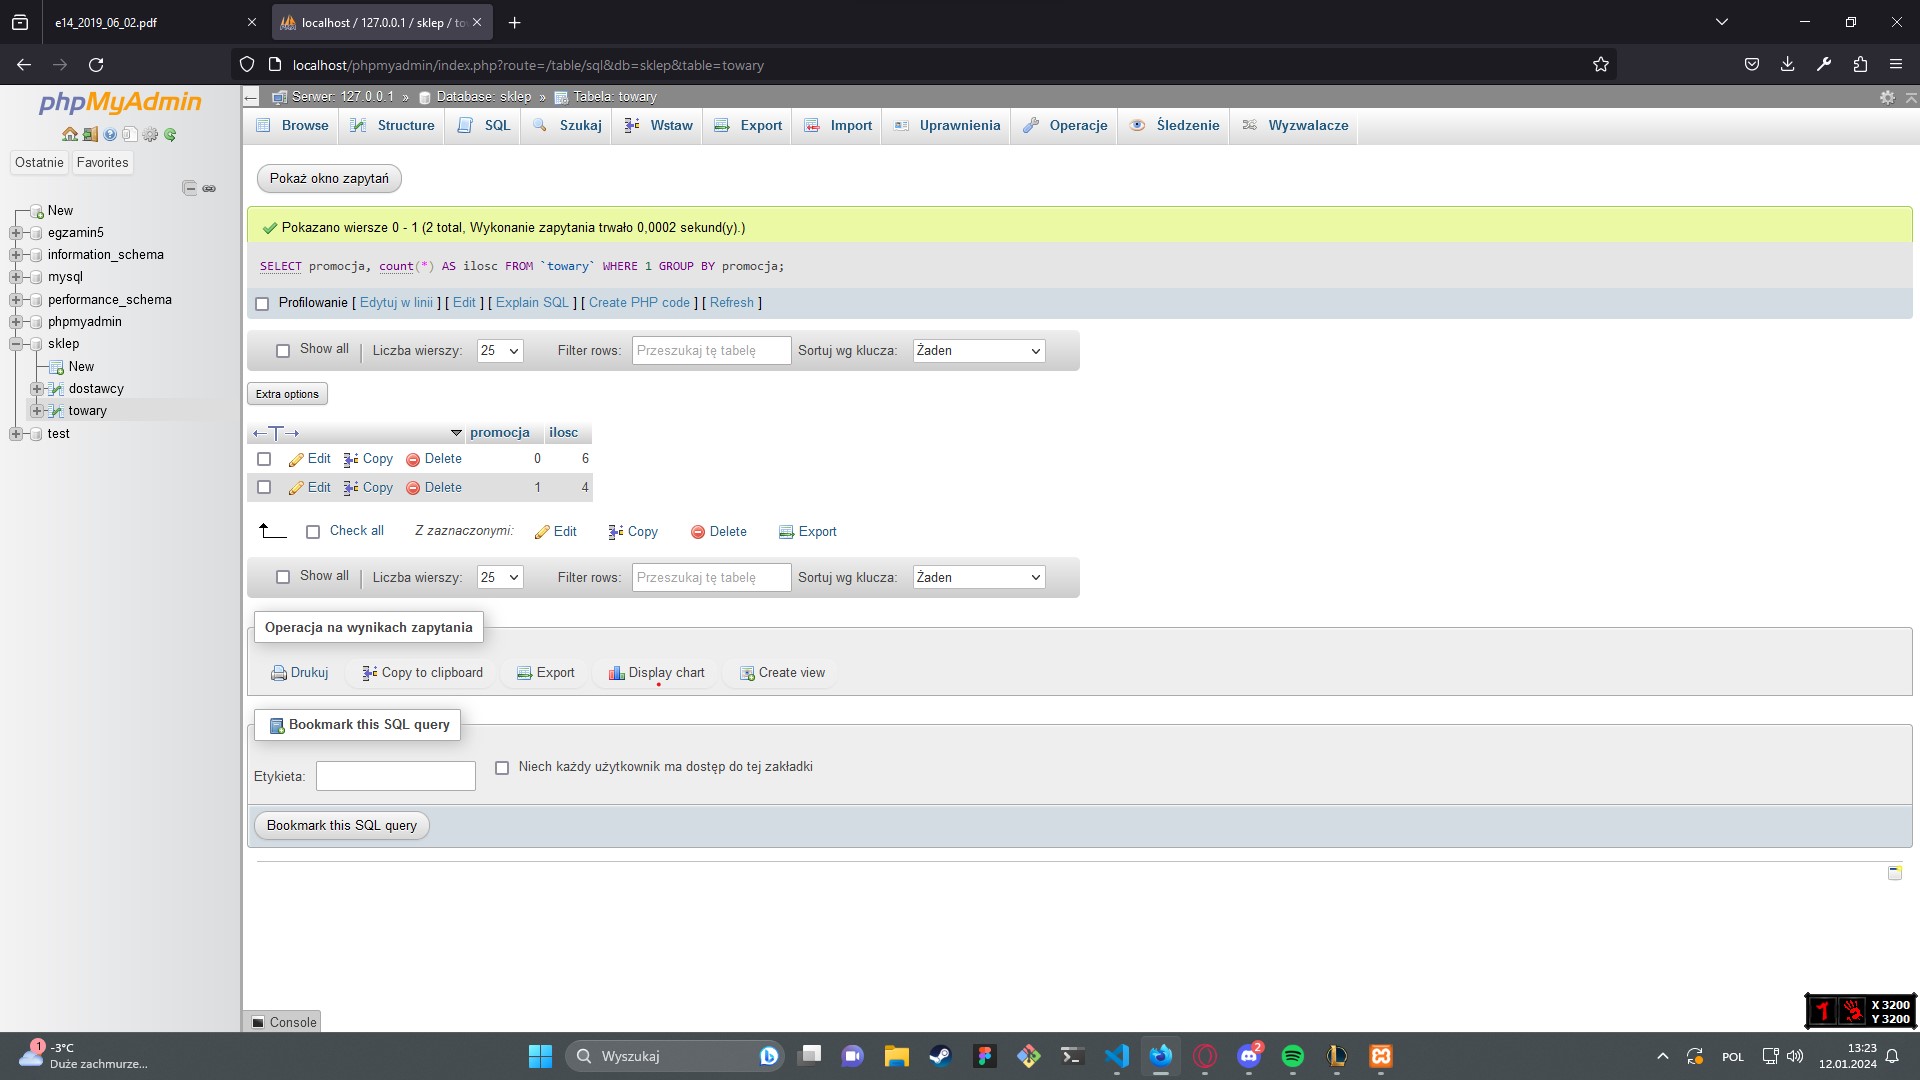 e14_2019_06_02.pdf
localhost / 127.0.0.1 / sklep / to
localhost/phpmyadmin/index.php?route=/table/sql&db=sklep&table=towary
phpMyAdmin
Ostatnie Favorites
New
egzamin5
information_schema
mysql
performance_schema
phpmyadmin
sklep
New
dostawcy
towary
test
Serwer: 127.0.0.1 » Database: sklep » Tabela: towary
Browse Structure SQL Szukaj Wstaw Export Import Uprawnienia Operacje Śledzenie Wyzwalacze
Pokaż okno zapytań
Pokazano wiersze 0 - 1 (2 total, Wykonanie zapytania trwało 0,0002 sekund(y).)
SELECT promocja, count(*) AS ilosc FROM `towary` WHERE 1 GROUP BY promocja;
Profilowanie [ Edytuj w linii ] [ Edit ] [ Explain SQL ] [ Create PHP code ] [ Refresh ]
Show all Liczba wierszy: 25 Filter rows: Przeszukaj tę tabelę Sortuj wg klucza: Żaden
Extra options
←T→ promocja ilosc
Edit Copy Delete 0 6
Edit Copy Delete 1 4
Check all Z zaznaczonymi: Edit Copy Delete Export
Show all Liczba wierszy: 25 Filter rows: Przeszukaj tę tabelę Sortuj wg klucza: Żaden
Operacja na wynikach zapytania
Drukuj Copy to clipboard Export Display chart Create view
Bookmark this SQL query
Etykieta: Niech każdy użytkownik ma dostęp do tej zakładki
Bookmark this SQL query
Console
X 3200
Y 3200
1
-3°C
Duże zachmurze...
Wyszukaj
2
POL
13:23
12.01.2024